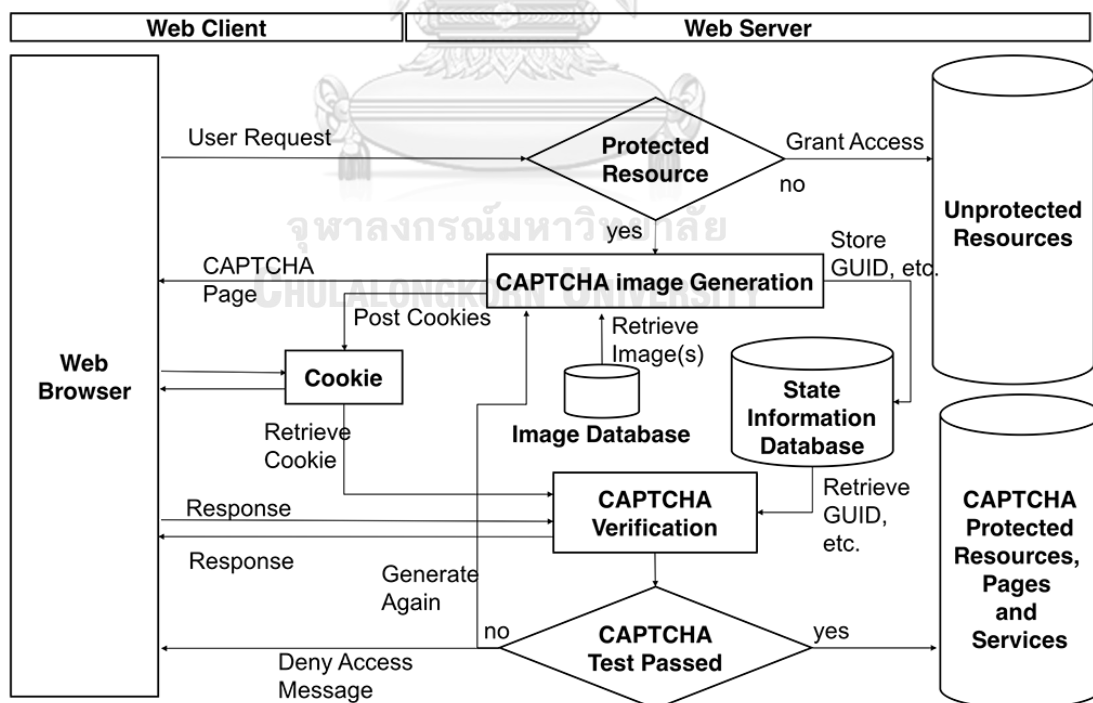 Web Client
Web Server
User Request
Protected
Resource
Grant Access
no
Unprotected
Resources
จุฬาลงกรณ์มหาวิทยาลัย
CHULALONGKORN UNIVERSITY
yes
Store
GUID, etc.
CAPTCHA
Page
CAPTCHA image Generation
Post Cookies
Retrieve
Image(s)
Web
Browser
Cookie
Image Database
State
Information
Database
Retrieve
Cookie
CAPTCHA
Verification
Retrieve
GUID,
etc.
CAPTCHA
Protected
Resources,
Pages
and
Services
Response
Response
Generate
Again
no
CAPTCHA
Test Passed
yes
Deny Access
Message